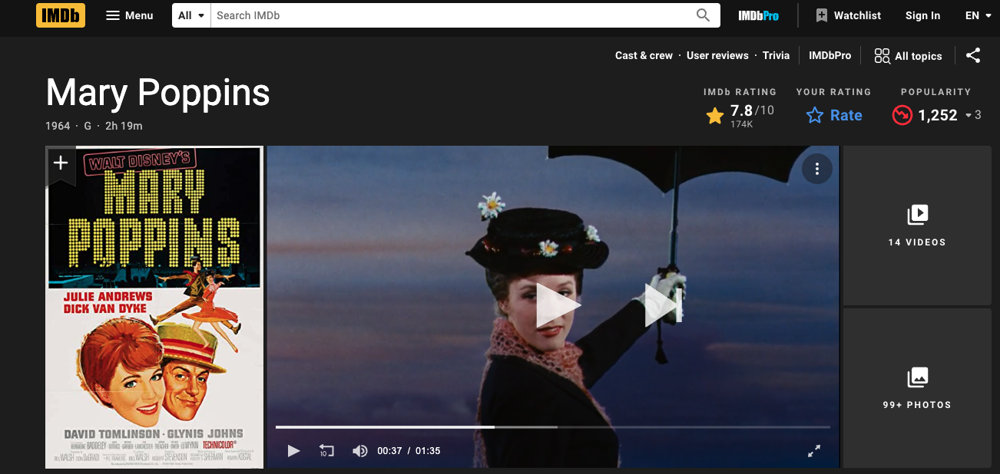 IMDb Menu All Search IMDb IMDbPro Watchlist Sign In EN
Cast & crew · User reviews · Trivia IMDbPro All topics
Mary Poppins
1964 · G · 2h 19m
IMDb RATING YOUR RATING POPULARITY
7.8/10 Rate 1,252 3
174K
WALT DISNEY'S
MARY
POPPINS
JULIE ANDREWS
DICK VAN DYKE
DAVID TOMLINSON · GLYNIS JOHNS
TECHNICOLOR®
10 00:37 / 01:35
14 VIDEOS
99+ PHOTOS